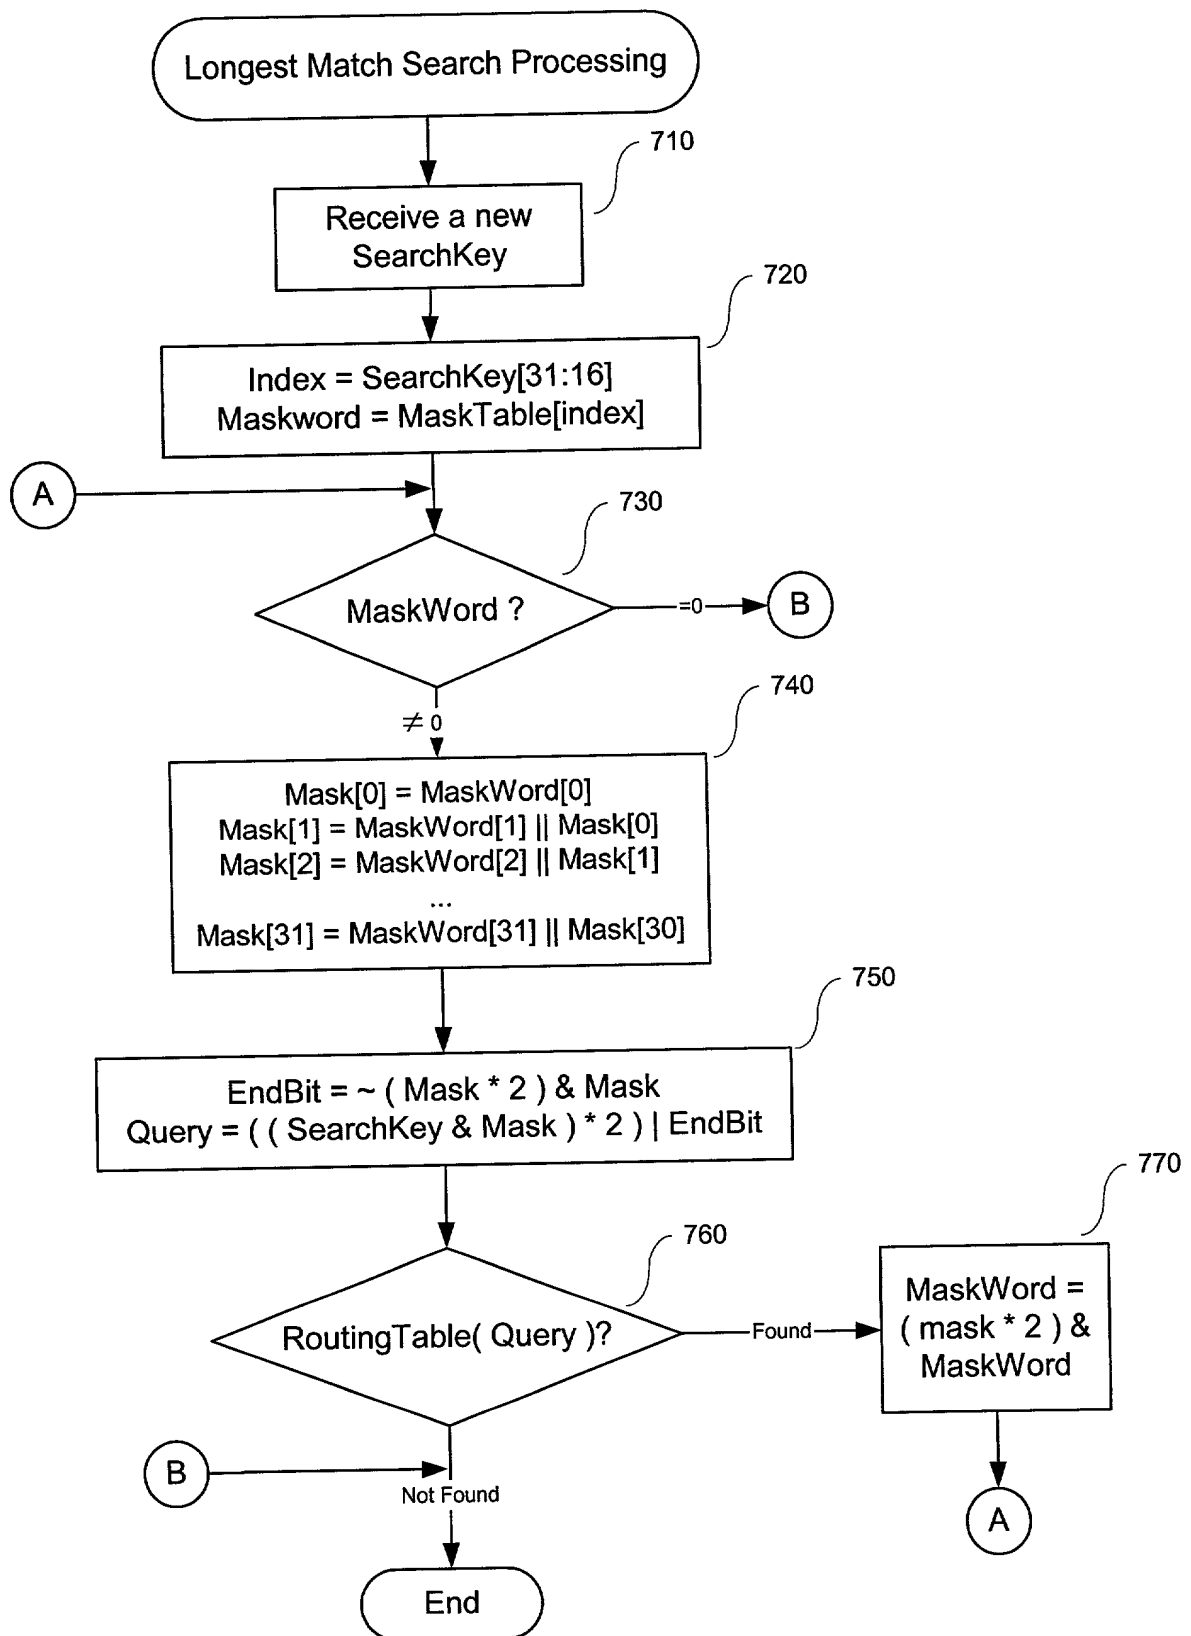 Longest Match Search Processing
710
Receive a new
SearchKey
720
Index = SearchKey[31:16]
Maskword = MaskTable[index]
A
730
MaskWord ?
=0
B
≠ 0
740
Mask[0] = MaskWord[0]
Mask[1] = MaskWord[1] || Mask[0]
Mask[2] = MaskWord[2] || Mask[1]
...
Mask[31] = MaskWord[31] || Mask[30]
750
EndBit = ~ ( Mask * 2 ) & Mask
Query = ( ( SearchKey & Mask ) * 2 ) | EndBit
760
770
RoutingTable( Query )?
Found
MaskWord =
( mask * 2 ) &
MaskWord
B
Not Found
A
End